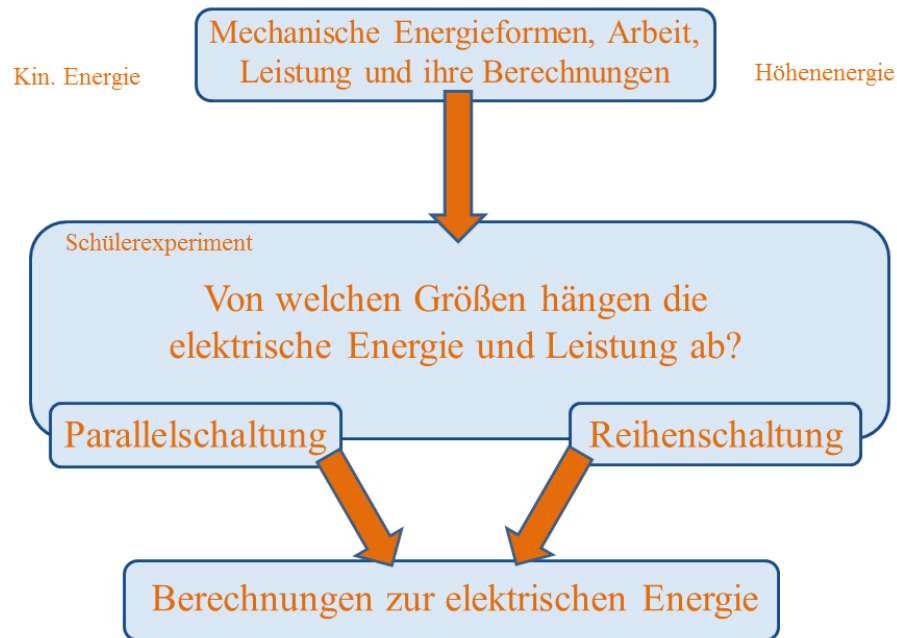 Mechanische Energieformen, Arbeit,
Leistung und ihre Berechnungen
Kin. Energie
Höhenenergie
Schülerexperiment
Von welchen Größen hängen die
elektrische Energie und Leistung ab?
Parallelschaltung
Reihenschaltung
Berechnungen zur elektrischen Energie